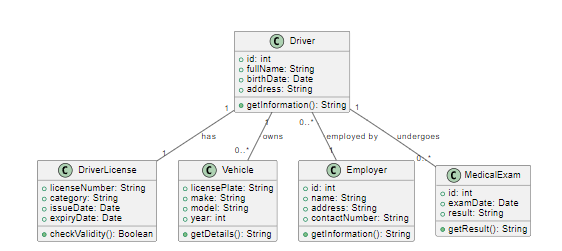 C Driver
id: int
fullName: String
birthDate: Date
address: String
getInformation(): String
1 1 0..* 1
has owns employed by undergoes
1 0..* 1 0..*
C DriverLicense
licenseNumber: String
category: String
issueDate: Date
expiryDate: Date
checkValidity(): Boolean
C Vehicle
licensePlate: String
make: String
model: String
year: int
getDetails(): String
C Employer
id: int
name: String
address: String
contactNumber: String
getInformation(): String
C MedicalExam
id: int
examDate: Date
result: String
getResult(): String